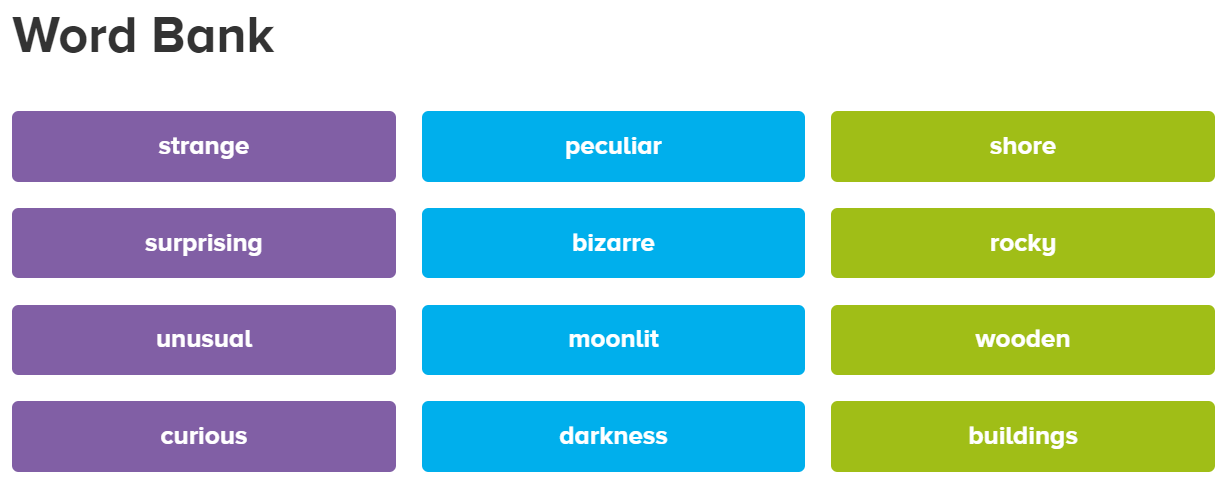 Word Bank
strange peculiar shore
surprising bizarre rocky
unusual moonlit wooden
curious darkness buildings